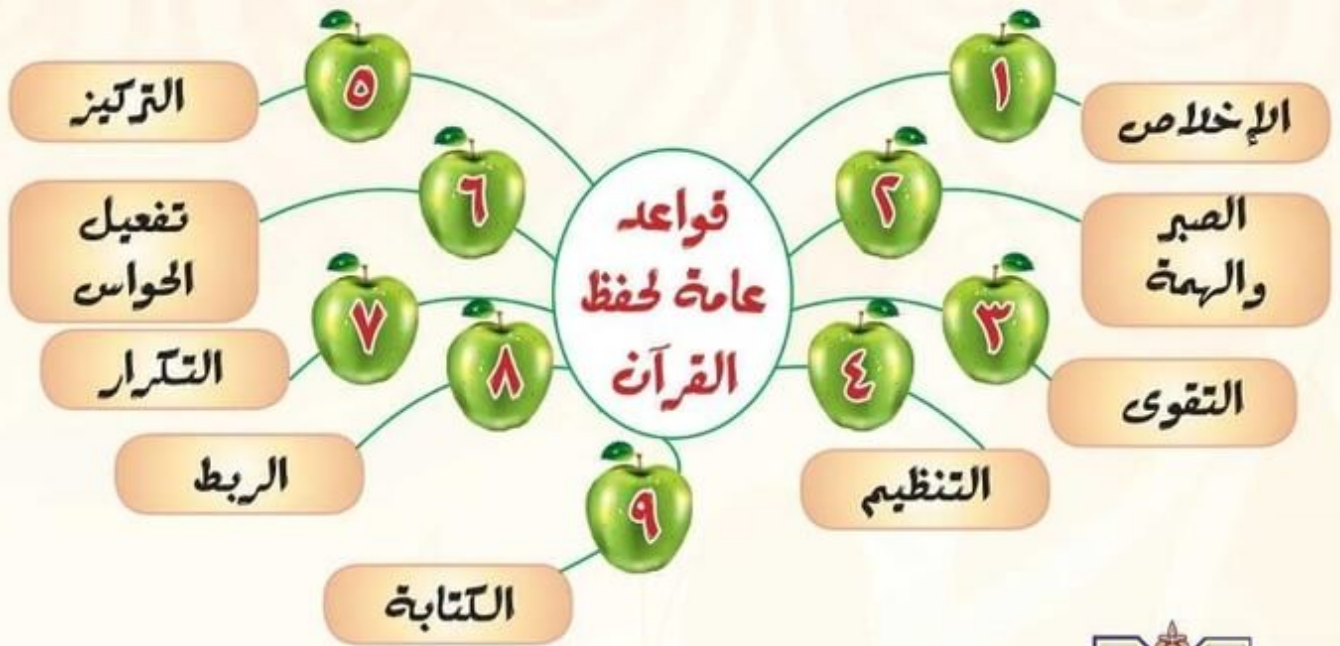 قواعد
عامة لحفظ
القرآن
١
الإخلاص
٢
الصبر
والهمة
٣
التقوى
٤
التنظيم
٥
التركيز
٦
تفعيل
الحواس
٧
التكرار
٨
الربط
٩
الكتابة